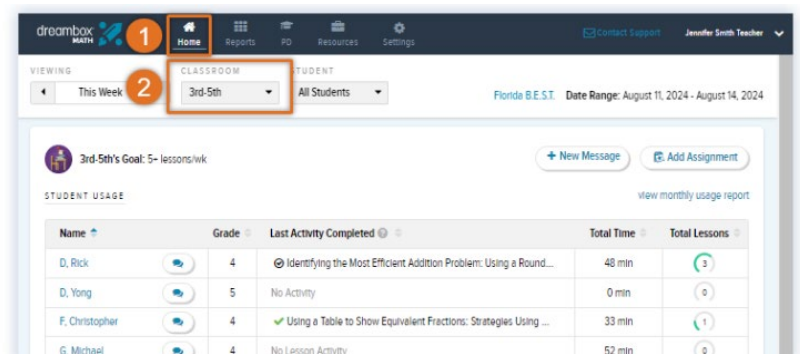 dreambox MATH 1 Home Reports PD Resources Settings Contact Support Jennifer Smith Teacher
VIEWING CLASSROOM STUDENT
This Week 2 3rd-5th All Students Florida B.E.S.T. Date Range: August 11, 2024 - August 14, 2024
3rd-5th's Goal: 5+ lessons/wk + New Message Add Assignment
STUDENT USAGE view monthly usage report
Name Grade Last Activity Completed Total Time Total Lessons
D, Rick 4 Identifying the Most Efficient Addition Problem: Using a Round... 48 min 3
D, Yong 5 No Activity 0 min 0
F, Christopher 4 Using a Table to Show Equivalent Fractions: Strategies Using ... 33 min 1
G, Michael 4 No Lesson Activity 52 min 0